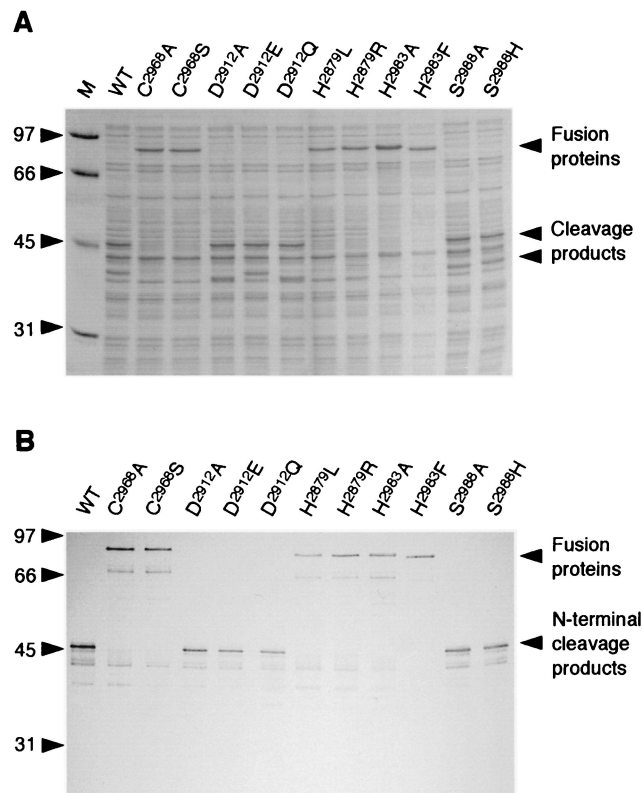 A
M WT C2968A C2968S D2912A D2912E D2912Q H2879L H2879R H2983A H2983F S2988A S2988H
97
Fusion
proteins
66
45
Cleavage
products
31
B
WT C2968A C2968S D2912A D2912E D2912Q H2879L H2879R H2983A H2983F S2988A S2988H
97
Fusion
proteins
66
N-terminal
45
cleavage
products
31